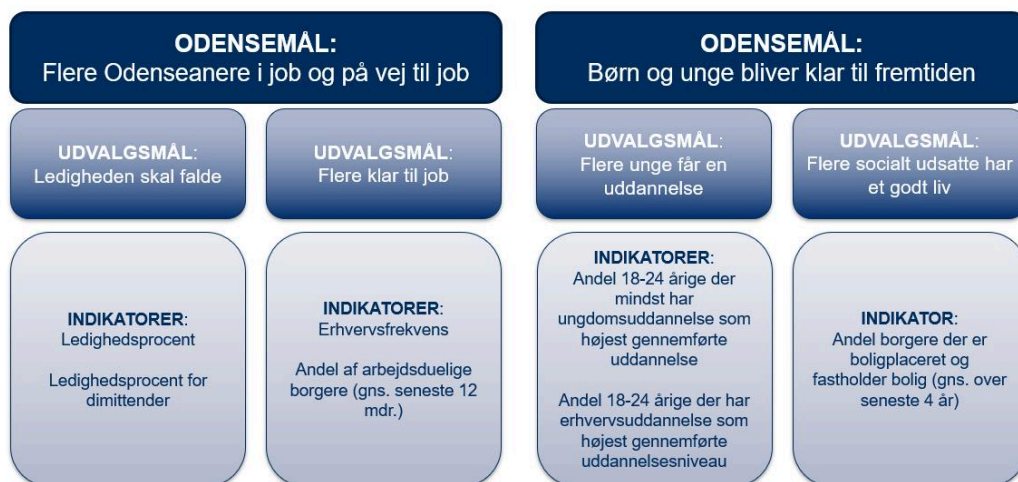 ODENSEMÅL:
Flere Odenseanere i job og på vej til job
UDVALGSMÅL:
Ledigheden skal falde
UDVALGSMÅL:
Flere klar til job
INDIKATORER:
Ledighedsprocent
Ledighedsprocent for
dimittender
INDIKATORER:
Erhvervsfrekvens
Andel af arbejdsduelige
borgere (gns. seneste 12
mdr.)
ODENSEMÅL:
Børn og unge bliver klar til fremtiden
UDVALGSMÅL:
Flere unge får en
uddannelse
UDVALGSMÅL:
Flere socialt udsatte har
et godt liv
INDIKATORER:
Andel 18-24 årige der
mindst har
ungdomsuddannelse som
højest gennemførte
uddannelse
Andel 18-24 årige der har
erhvervsuddannelse som
højest gennemførte
uddannelsesniveau
INDIKATOR:
Andel borgere der er
boligplaceret og
fastholder bolig (gns. over
seneste 4 år)